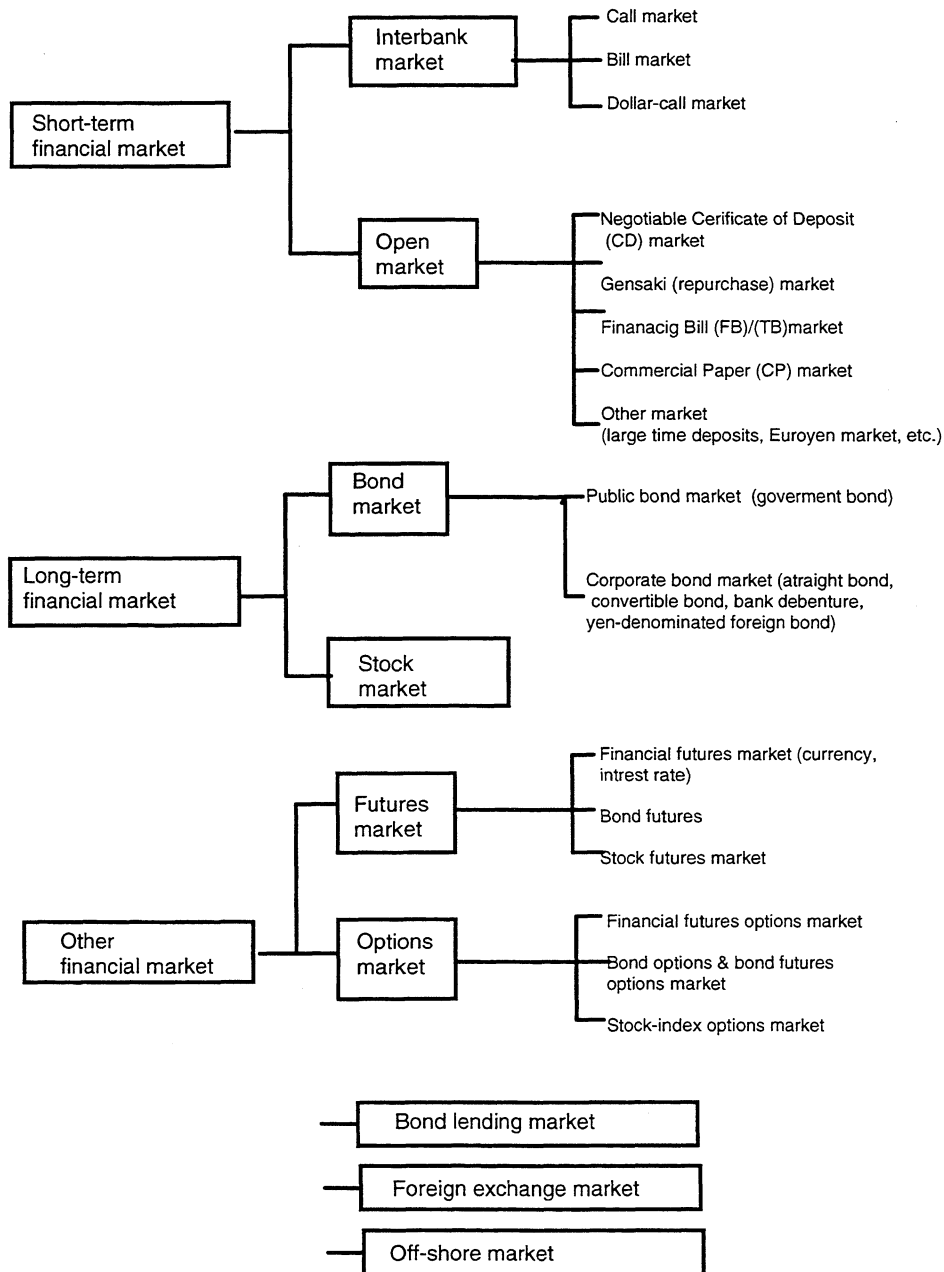 Short-term
financial market
Interbank
market
Call market
Bill market
Dollar-call market
Open
market
Negotiable Cerificate of Deposit
(CD) market
Gensaki (repurchase) market
Finanacig Bill (FB)/(TB)market
Commercial Paper (CP) market
Other market
(large time deposits, Euroyen market, etc.)
Long-term
financial market
Bond
market
Public bond market (goverment bond)
Corporate bond market (atraight bond,
convertible bond, bank debenture,
yen-denominated foreign bond)
Stock
market
Other
financial market
Futures
market
Financial futures market (currency,
intrest rate)
Bond futures
Stock futures market
Options
market
Financial futures options market
Bond options & bond futures
options market
Stock-index options market
Bond lending market
Foreign exchange market
Off-shore market